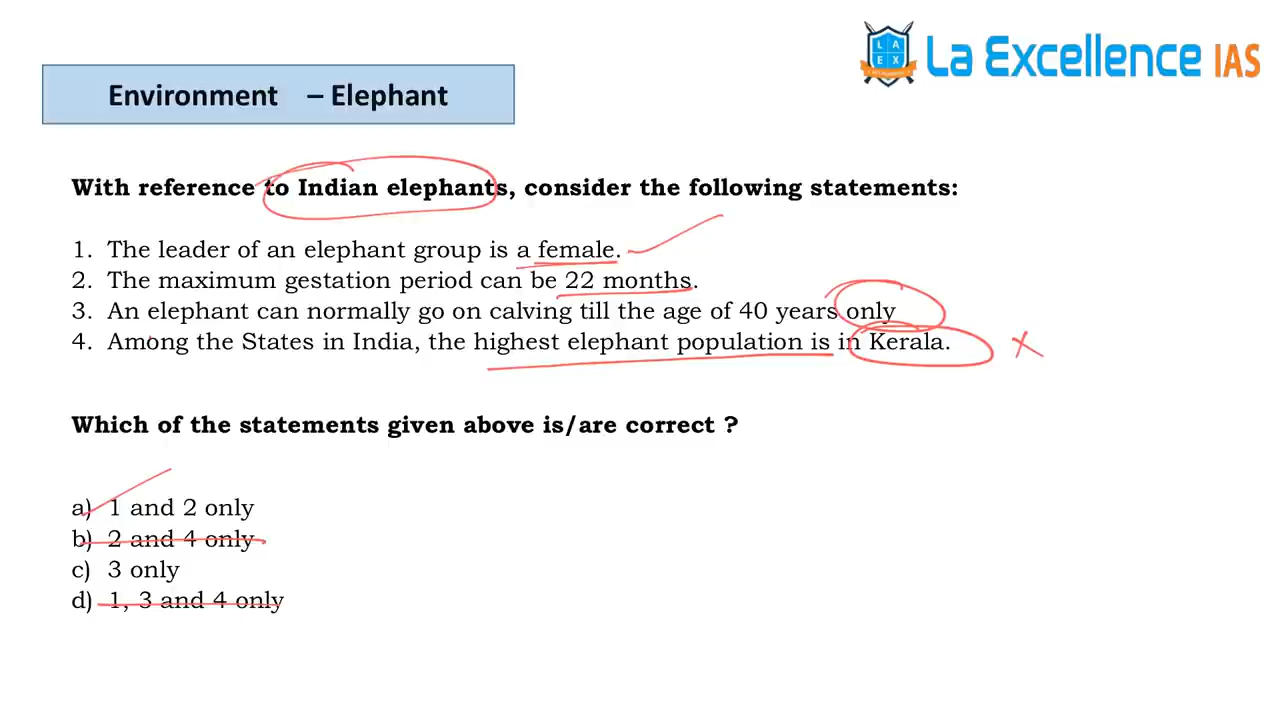 La Excellence IAS
LA
EX
Environment – Elephant
With reference to Indian elephants, consider the following statements:
1. The leader of an elephant group is a female.
2. The maximum gestation period can be 22 months.
3. An elephant can normally go on calving till the age of 40 years only
4. Among the States in India, the highest elephant population is in Kerala.
Which of the statements given above is/are correct ?
a) 1 and 2 only
b) 2 and 4 only
c) 3 only
d) 1, 3 and 4 only